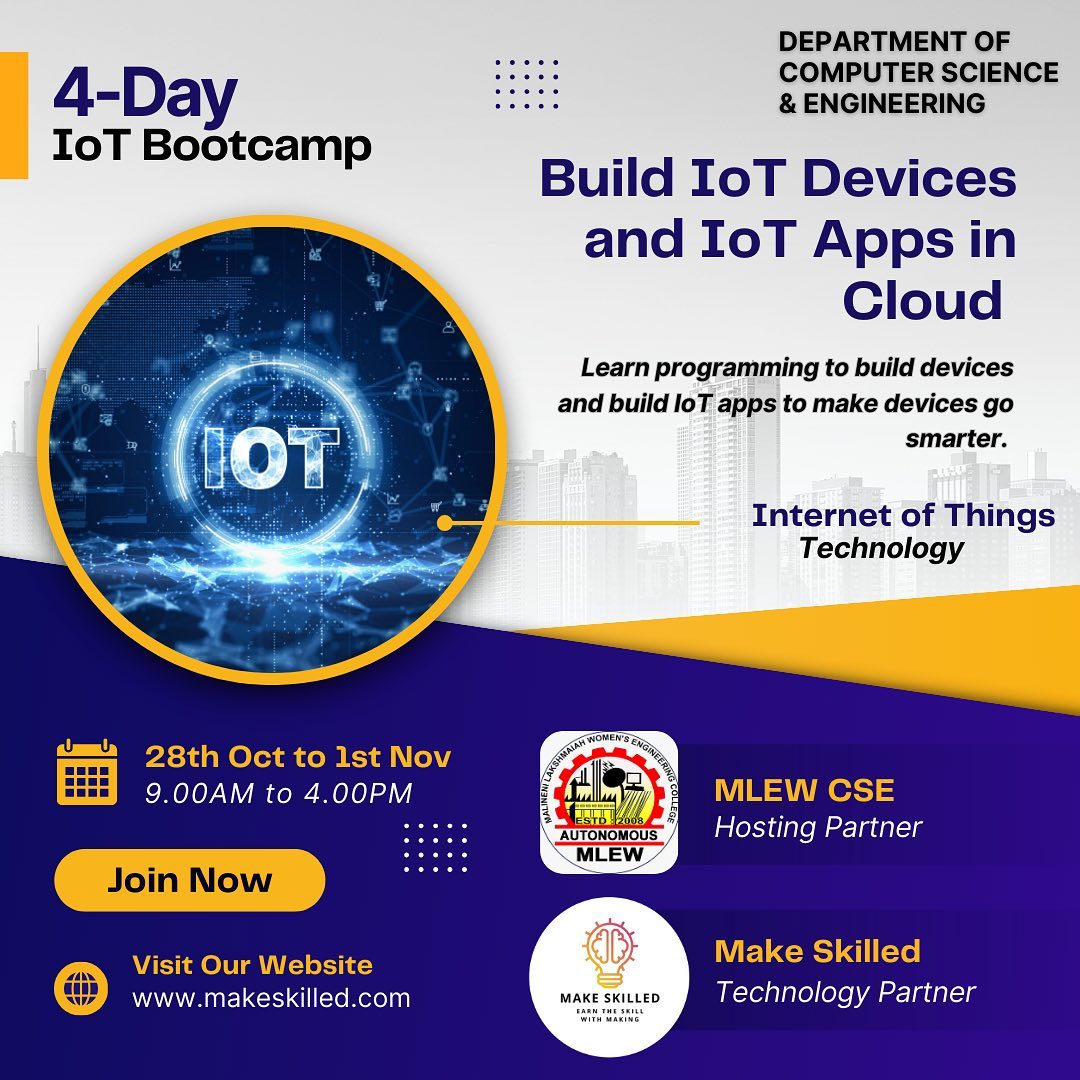 4-Day
IoT Bootcamp
DEPARTMENT OF
COMPUTER SCIENCE
& ENGINEERING
Build IoT Devices
and IoT Apps in
Cloud
Learn programming to build devices
and build IoT apps to make devices go
smarter.
IOT
Internet of Things
Technology
28th Oct to 1st Nov
9.00AM to 4.00PM
Join Now
Visit Our Website
www.makeskilled.com
MALINENI LAKSHMAIAH WOMEN'S ENGINEERING COLLEGE
ESTD : 2008
AUTONOMOUS
MLEW
MLEW CSE
Hosting Partner
MAKE SKILLED
EARN THE SKILL
WITH MAKING
Make Skilled
Technology Partner